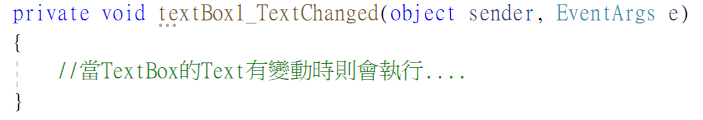 private void textBox1_TextChanged(object sender, EventArgs e)
{
//當TextBox的Text有變動時則會執行....
}